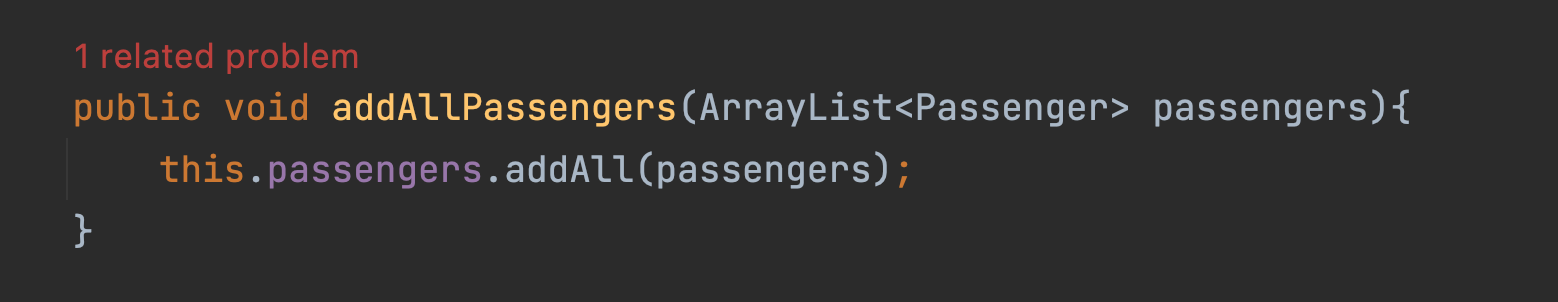 1 related problem
public void addAllPassengers(ArrayList<Passenger> passengers){
    this.passengers.addAll(passengers);
}